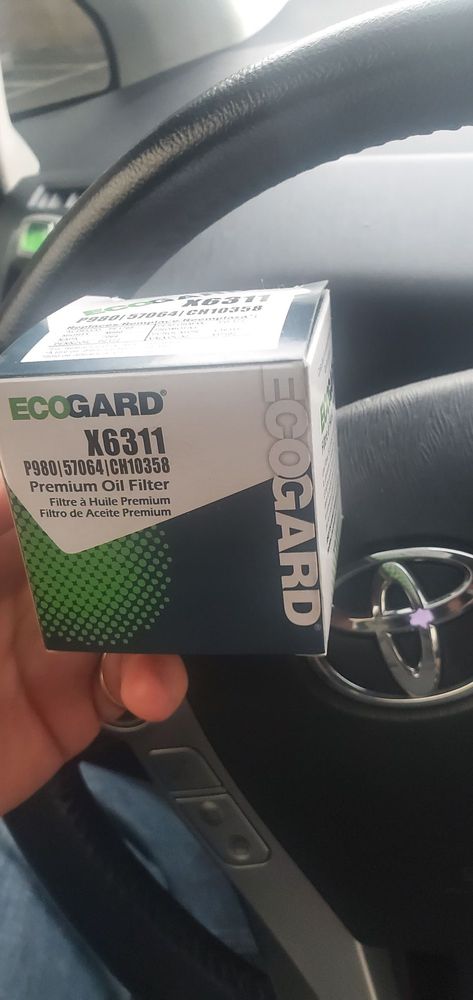 X6311
P980|57064|CH10358
ECOGARD®
X6311
P980|57064|CH10358
Premium Oil Filter
Filtre à Huile Premium
Filtro de Aceite Premium
ECOGARD